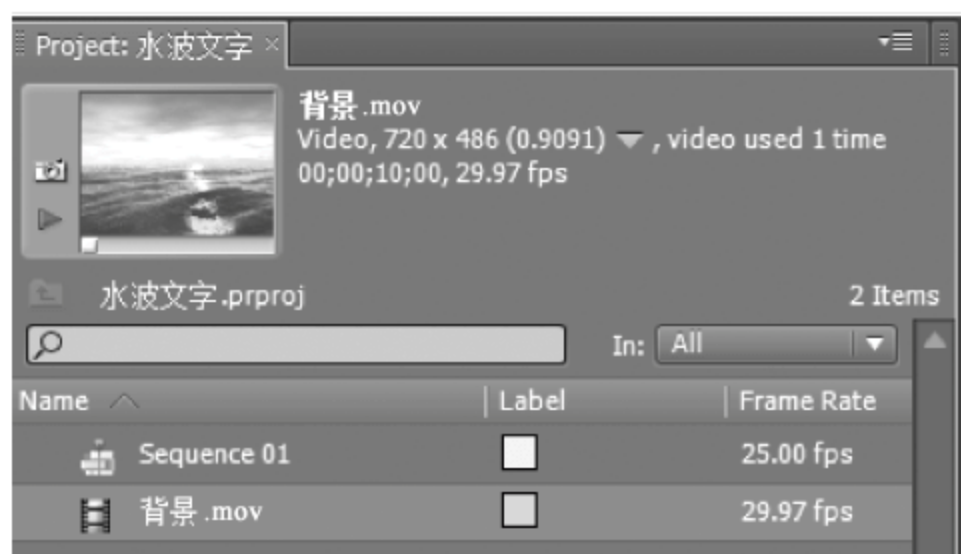 Project: 水波文字 ×
背景.mov
Video, 720 x 486 (0.9091) , video used 1 time
00;00;10;00, 29.97 fps
水波文字.prproj 2 Items
In: All
Name Label Frame Rate
Sequence 01 25.00 fps
背景.mov 29.97 fps